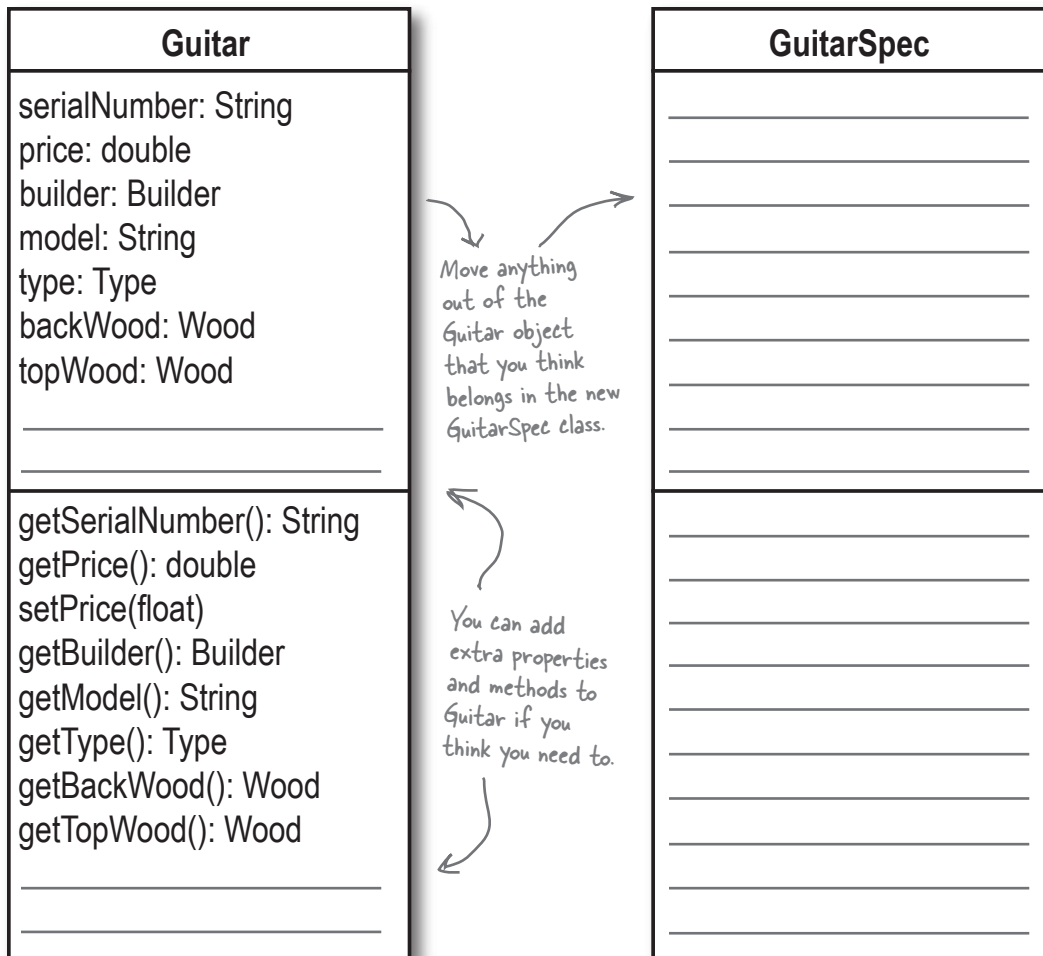 Guitar
serialNumber: String
price: double
builder: Builder
model: String
type: Type
backWood: Wood
topWood: Wood
getSerialNumber(): String
getPrice(): double
setPrice(float)
getBuilder(): Builder
getModel(): String
getType(): Type
getBackWood(): Wood
getTopWood(): Wood
Move anything
out of the
Guitar object
that you think
belongs in the new
GuitarSpec class.
You can add
extra properties
and methods to
Guitar if you
think you need to.
GuitarSpec